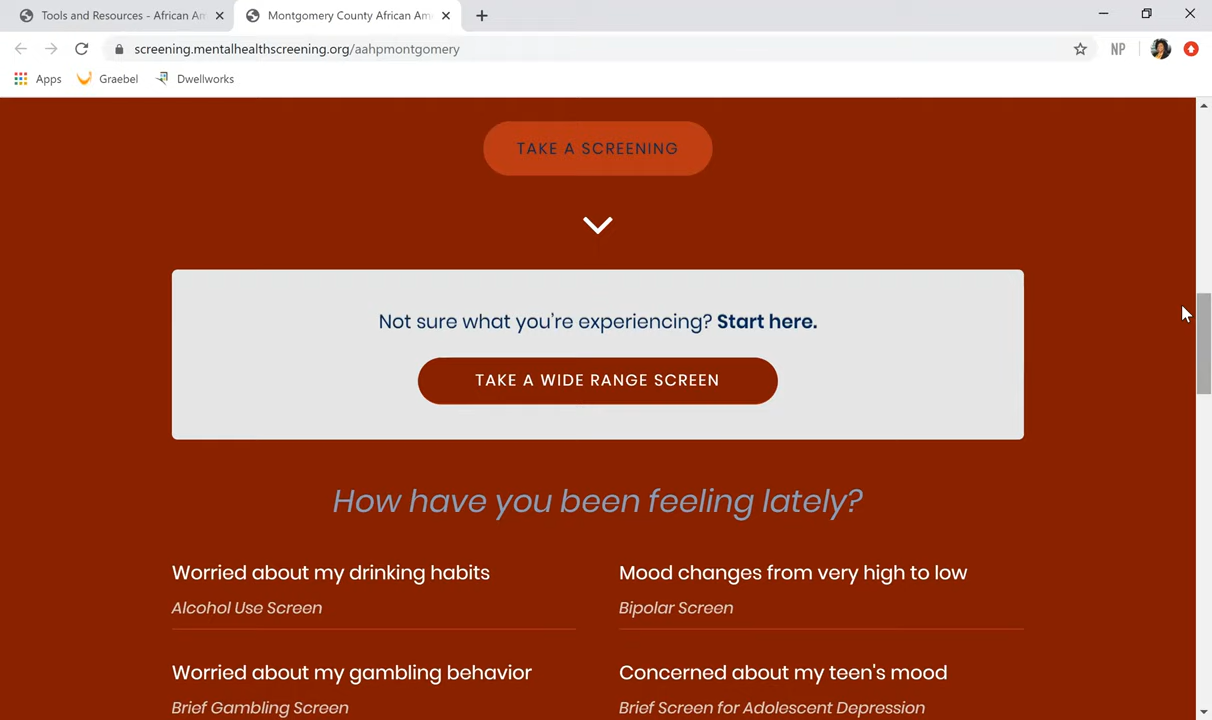 Tools and Resources - African Am
Montgomery County African Am
screening.mentalhealthscreening.org/aahpmontgomery
NP
Apps
Graebel
Dwellworks
TAKE A SCREENING
Not sure what you're experiencing? Start here.
TAKE A WIDE RANGE SCREEN
How have you been feeling lately?
Worried about my drinking habits
Alcohol Use Screen
Mood changes from very high to low
Bipolar Screen
Worried about my gambling behavior
Brief Gambling Screen
Concerned about my teen's mood
Brief Screen for Adolescent Depression